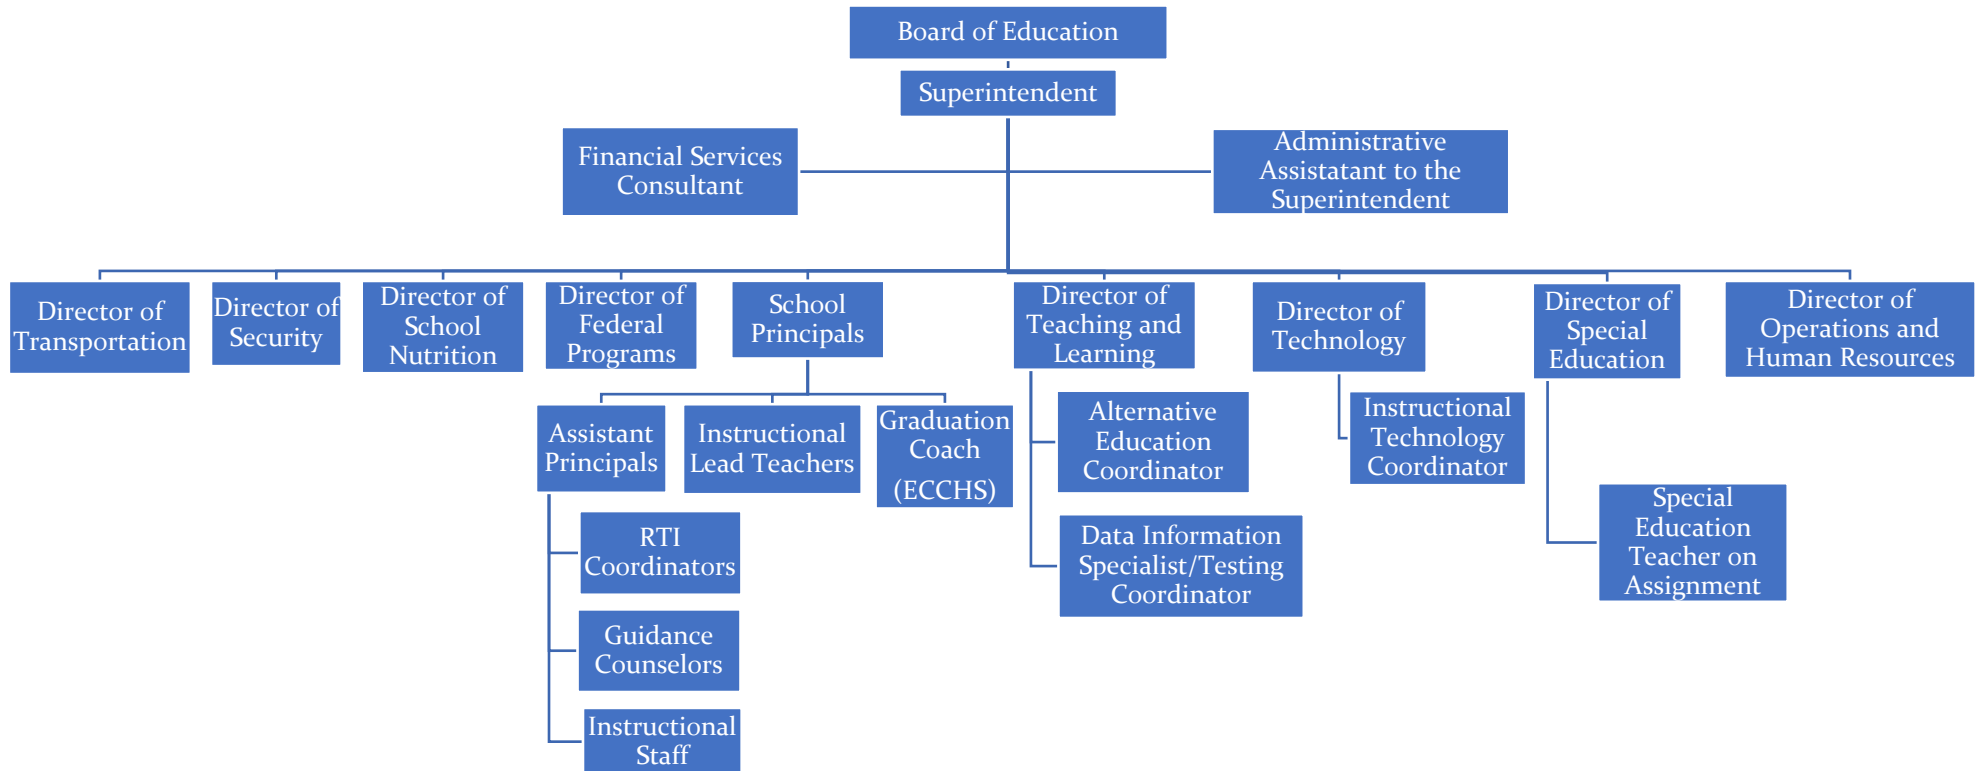 Board of Education
Superintendent
Financial Services
Consultant
Administrative
Assistatant to the
Superintendent
Director of
Transportation
Director of
Security
Director of
School
Nutrition
Director of
Federal
Programs
School
Principals
Director of
Teaching and
Learning
Director of
Technology
Director of
Special
Education
Director of
Operations and
Human Resources
Assistant
Principals
Instructional
Lead Teachers
Graduation
Coach
(ECCHS)
Alternative
Education
Coordinator
Instructional
Technology
Coordinator
Special
Education
Teacher on
Assignment
RTI
Coordinators
Data Information
Specialist/Testing
Coordinator
Guidance
Counselors
Instructional
Staff